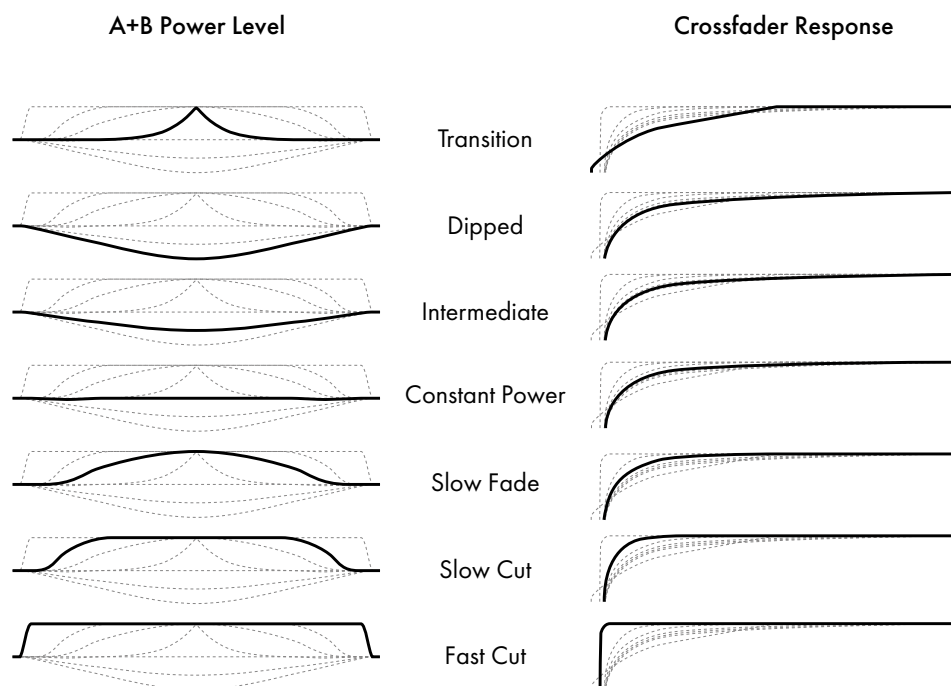 A+B Power Level
Crossfader Response
Transition
Dipped
Intermediate
Constant Power
Slow Fade
Slow Cut
Fast Cut